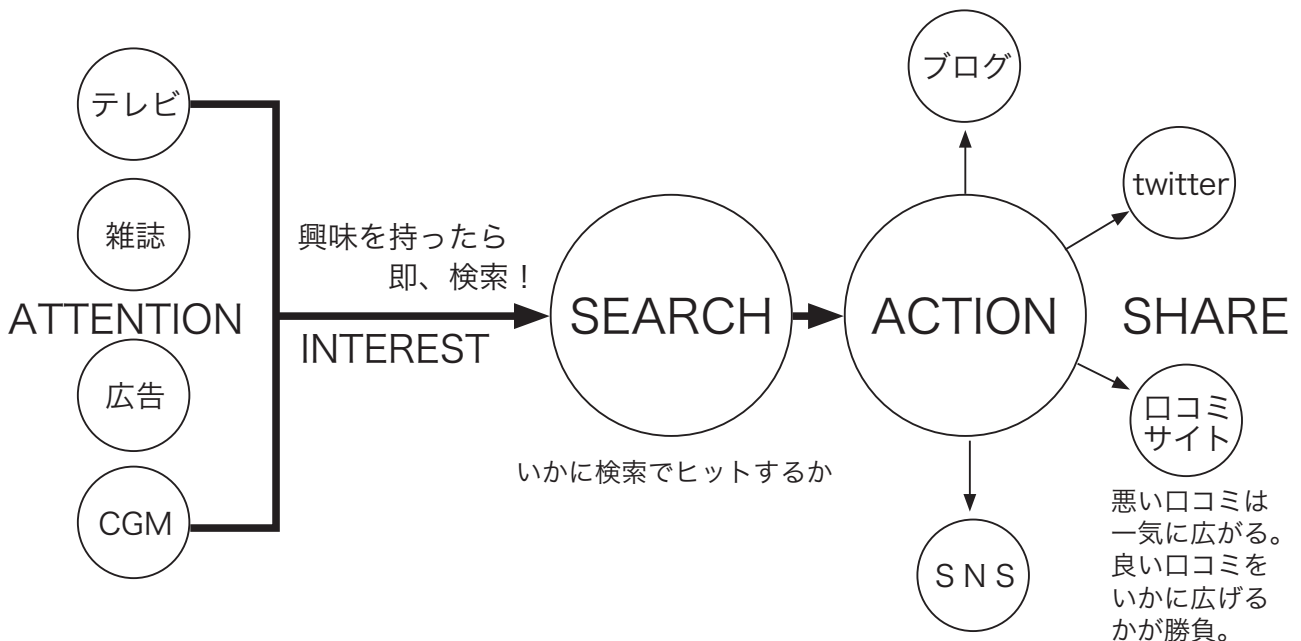 テレビ
雑誌
ATTENTION
広告
CGM
興味を持ったら
即、検索！
INTEREST
SEARCH
いかに検索でヒットするか
ACTION
ブログ
twitter
SHARE
口コミ
サイト
悪い口コミは
一気に広がる。
良い口コミを
いかに広げる
かが勝負。
ＳＮＳ